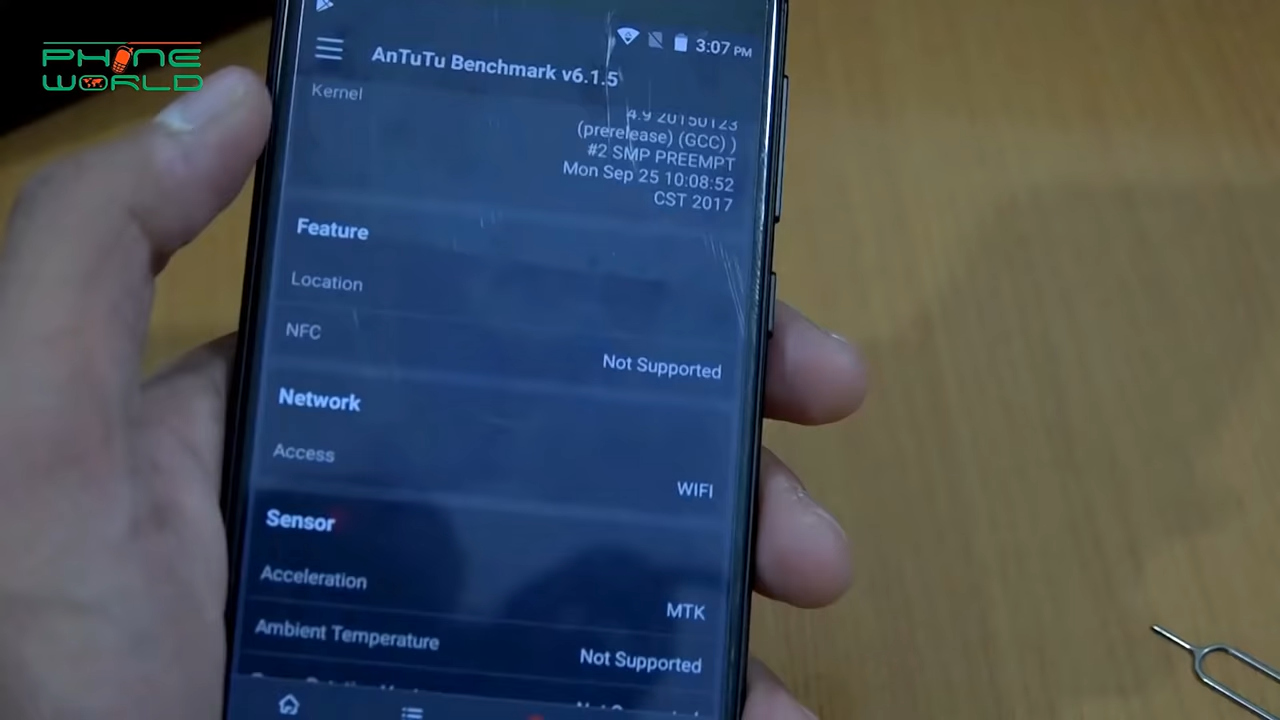 PHONE
WORLD
3:07 PM
AnTuTu Benchmark v6.1.5
Kernel
4.9 20150123
(prerelease) (GCC) )
#2 SMP PREEMPT
Mon Sep 25 10:08:52
CST 2017
Feature
Location
NFC
Not Supported
Network
Access
WIFI
Sensor
Acceleration
MTK
Ambient Temperature
Not Supported